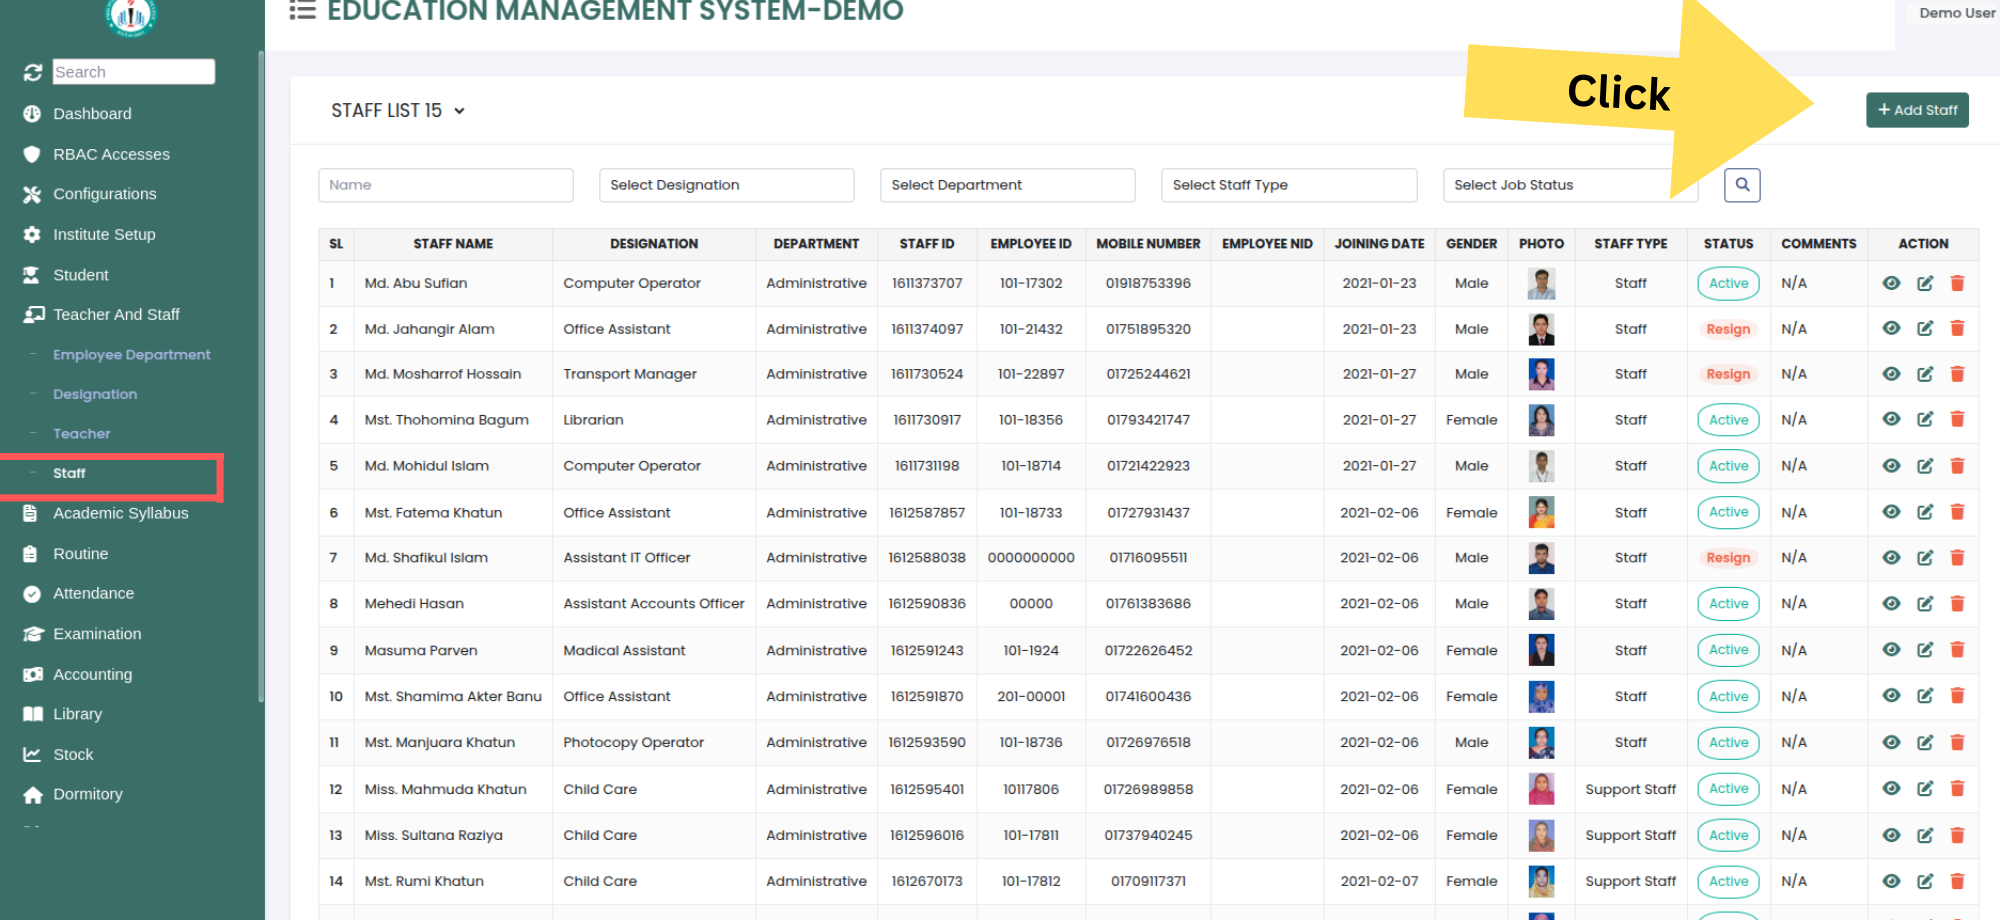 EDUCATION MANAGEMENT SYSTEM-DEMO
Demo User
Search
Dashboard
RBAC Accesses
Configurations
Institute Setup
Student
Teacher And Staff
- Employee Department
- Designation
- Teacher
- Staff
Academic Syllabus
Routine
Attendance
Examination
Accounting
Library
Stock
Dormitory
STAFF LIST 15
Click
+ Add Staff
Name Select Designation Select Department Select Staff Type Select Job Status
SL STAFF NAME DESIGNATION DEPARTMENT STAFF ID EMPLOYEE ID MOBILE NUMBER EMPLOYEE NID JOINING DATE GENDER PHOTO STAFF TYPE STATUS COMMENTS ACTION
1 Md. Abu Sufian Computer Operator Administrative 1611373707 101-17302 01918753396 2021-01-23 Male Staff Active N/A
2 Md. Jahangir Alam Office Assistant Administrative 1611374097 101-21432 01751895320 2021-01-23 Male Staff Resign N/A
3 Md. Mosharrof Hossain Transport Manager Administrative 1611730524 101-22897 01725244621 2021-01-27 Male Staff Resign N/A
4 Mst. Thohomina Bagum Librarian Administrative 1611730917 101-18356 01793421747 2021-01-27 Female Staff Active N/A
5 Md. Mohidul Islam Computer Operator Administrative 1611731198 101-18714 01721422923 2021-01-27 Male Staff Active N/A
6 Mst. Fatema Khatun Office Assistant Administrative 1612587857 101-18733 01727931437 2021-02-06 Female Staff Active N/A
7 Md. Shafikul Islam Assistant IT Officer Administrative 1612588038 0000000000 01716095511 2021-02-06 Male Staff Resign N/A
8 Mehedi Hasan Assistant Accounts Officer Administrative 1612590836 00000 01761383686 2021-02-06 Male Staff Active N/A
9 Masuma Parven Madical Assistant Administrative 1612591243 101-1924 01722626452 2021-02-06 Female Staff Active N/A
10 Mst. Shamima Akter Banu Office Assistant Administrative 1612591870 201-00001 01741600436 2021-02-06 Female Staff Active N/A
11 Mst. Manjuara Khatun Photocopy Operator Administrative 1612593590 101-18736 01726976518 2021-02-06 Male Staff Active N/A
12 Miss. Mahmuda Khatun Child Care Administrative 1612595401 10117806 01726989858 2021-02-06 Female Support Staff Active N/A
13 Miss. Sultana Raziya Child Care Administrative 1612596016 101-17811 01737940245 2021-02-06 Female Support Staff Active N/A
14 Mst. Rumi Khatun Child Care Administrative 1612670173 101-17812 01709117371 2021-02-07 Female Support Staff Active N/A